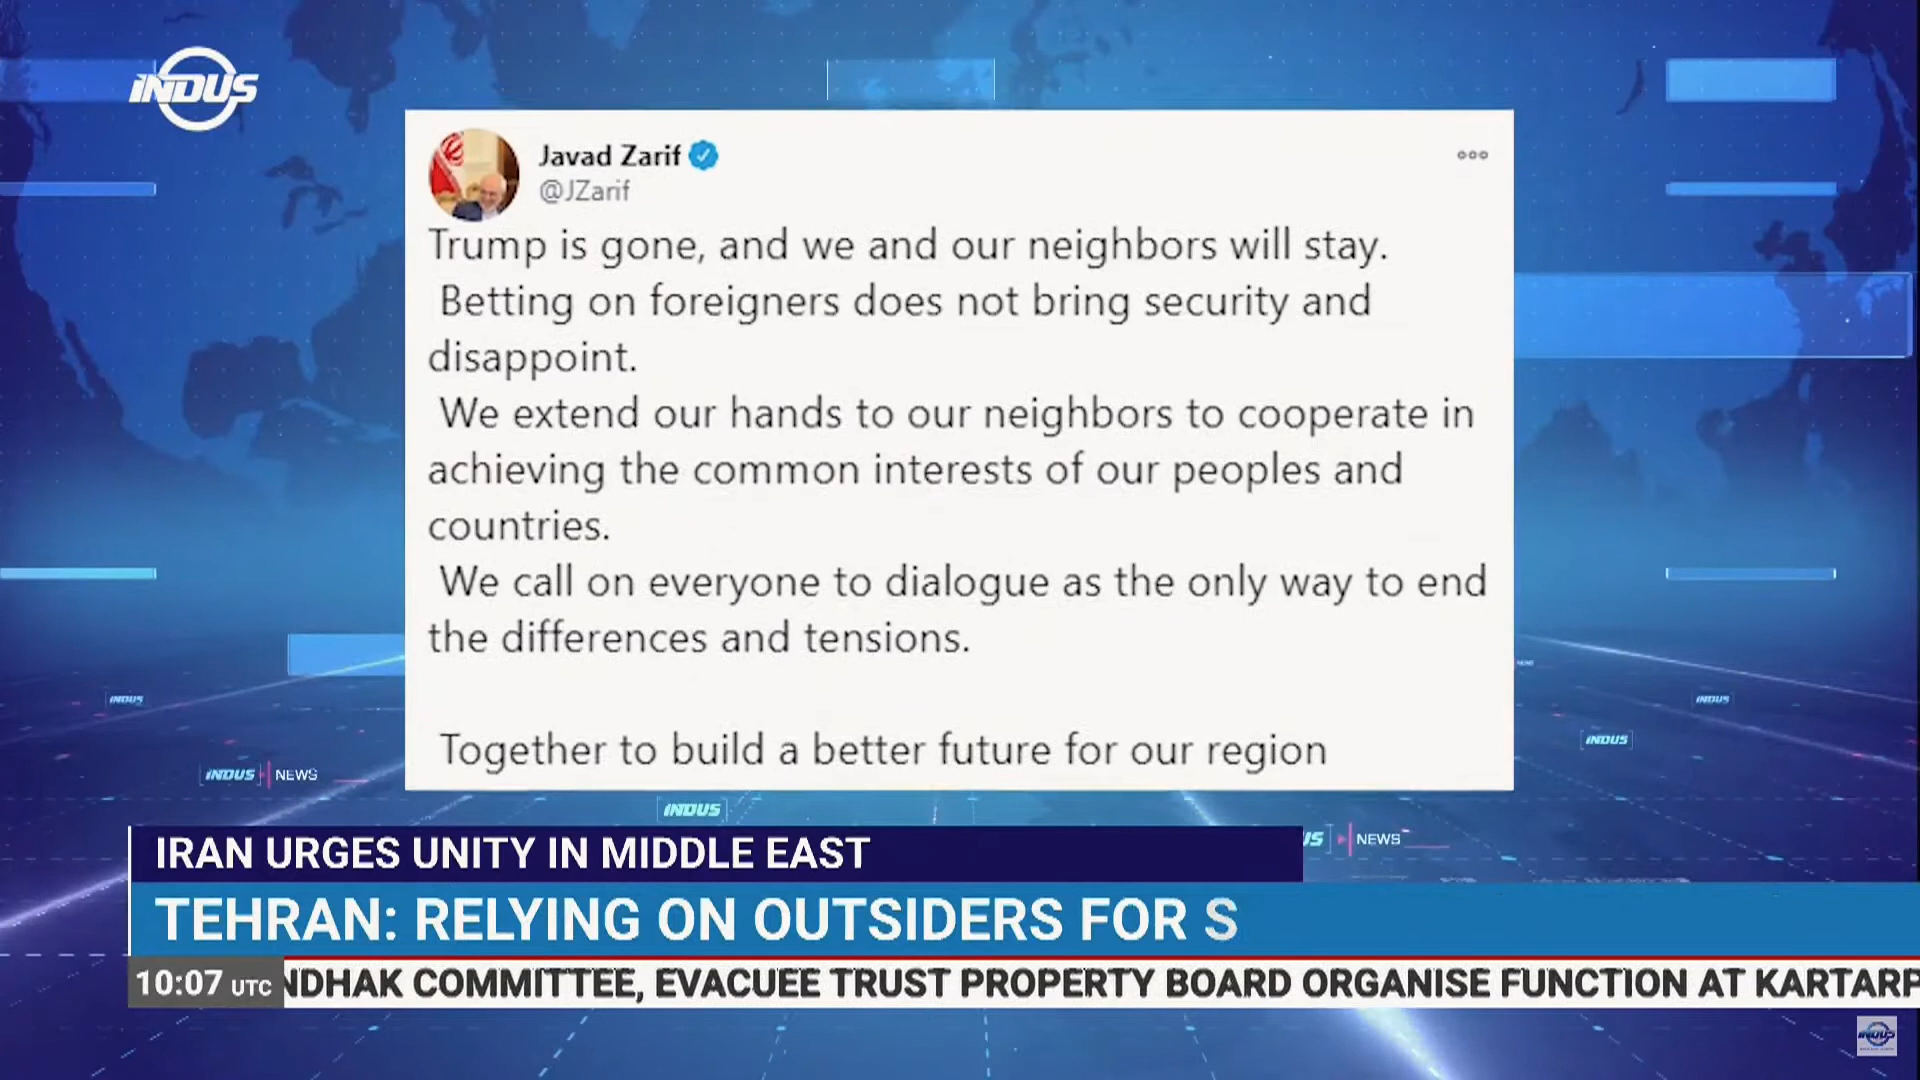 INDUS
Javad Zarif
@JZarif
Trump is gone, and we and our neighbors will stay.
Betting on foreigners does not bring security and
disappoint.
We extend our hands to our neighbors to cooperate in
achieving the common interests of our peoples and
countries.
We call on everyone to dialogue as the only way to end
the differences and tensions.
Together to build a better future for our region
INDUS
INDUS
INDUS
INDUS NEWS
INDUS
US NEWS
IRAN URGES UNITY IN MIDDLE EAST
TEHRAN: RELYING ON OUTSIDERS FOR S
10:07 UTC
NDHAK COMMITTEE, EVACUEE TRUST PROPERTY BOARD ORGANISE FUNCTION AT KARTARP
INDUS